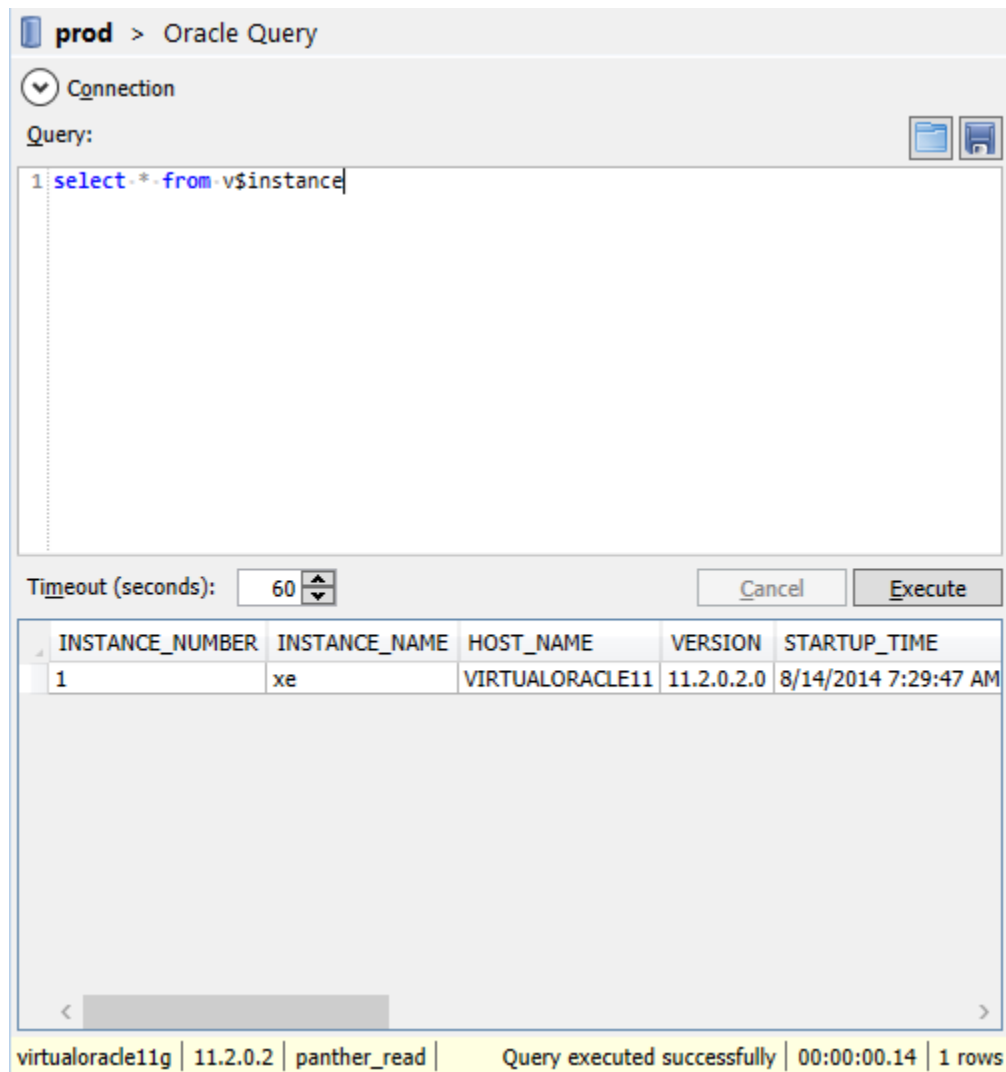 prod > Oracle Query
Connection
Query:
1 select * from v$instance
Timeout (seconds): 60 Cancel Execute
INSTANCE_NUMBER INSTANCE_NAME HOST_NAME VERSION STARTUP_TIME
1 xe VIRTUALORACLE11 11.2.0.2.0 8/14/2014 7:29:47 AM
virtualoracle11g | 11.2.0.2 | panther_read | Query executed successfully | 00:00:00.14 | 1 rows